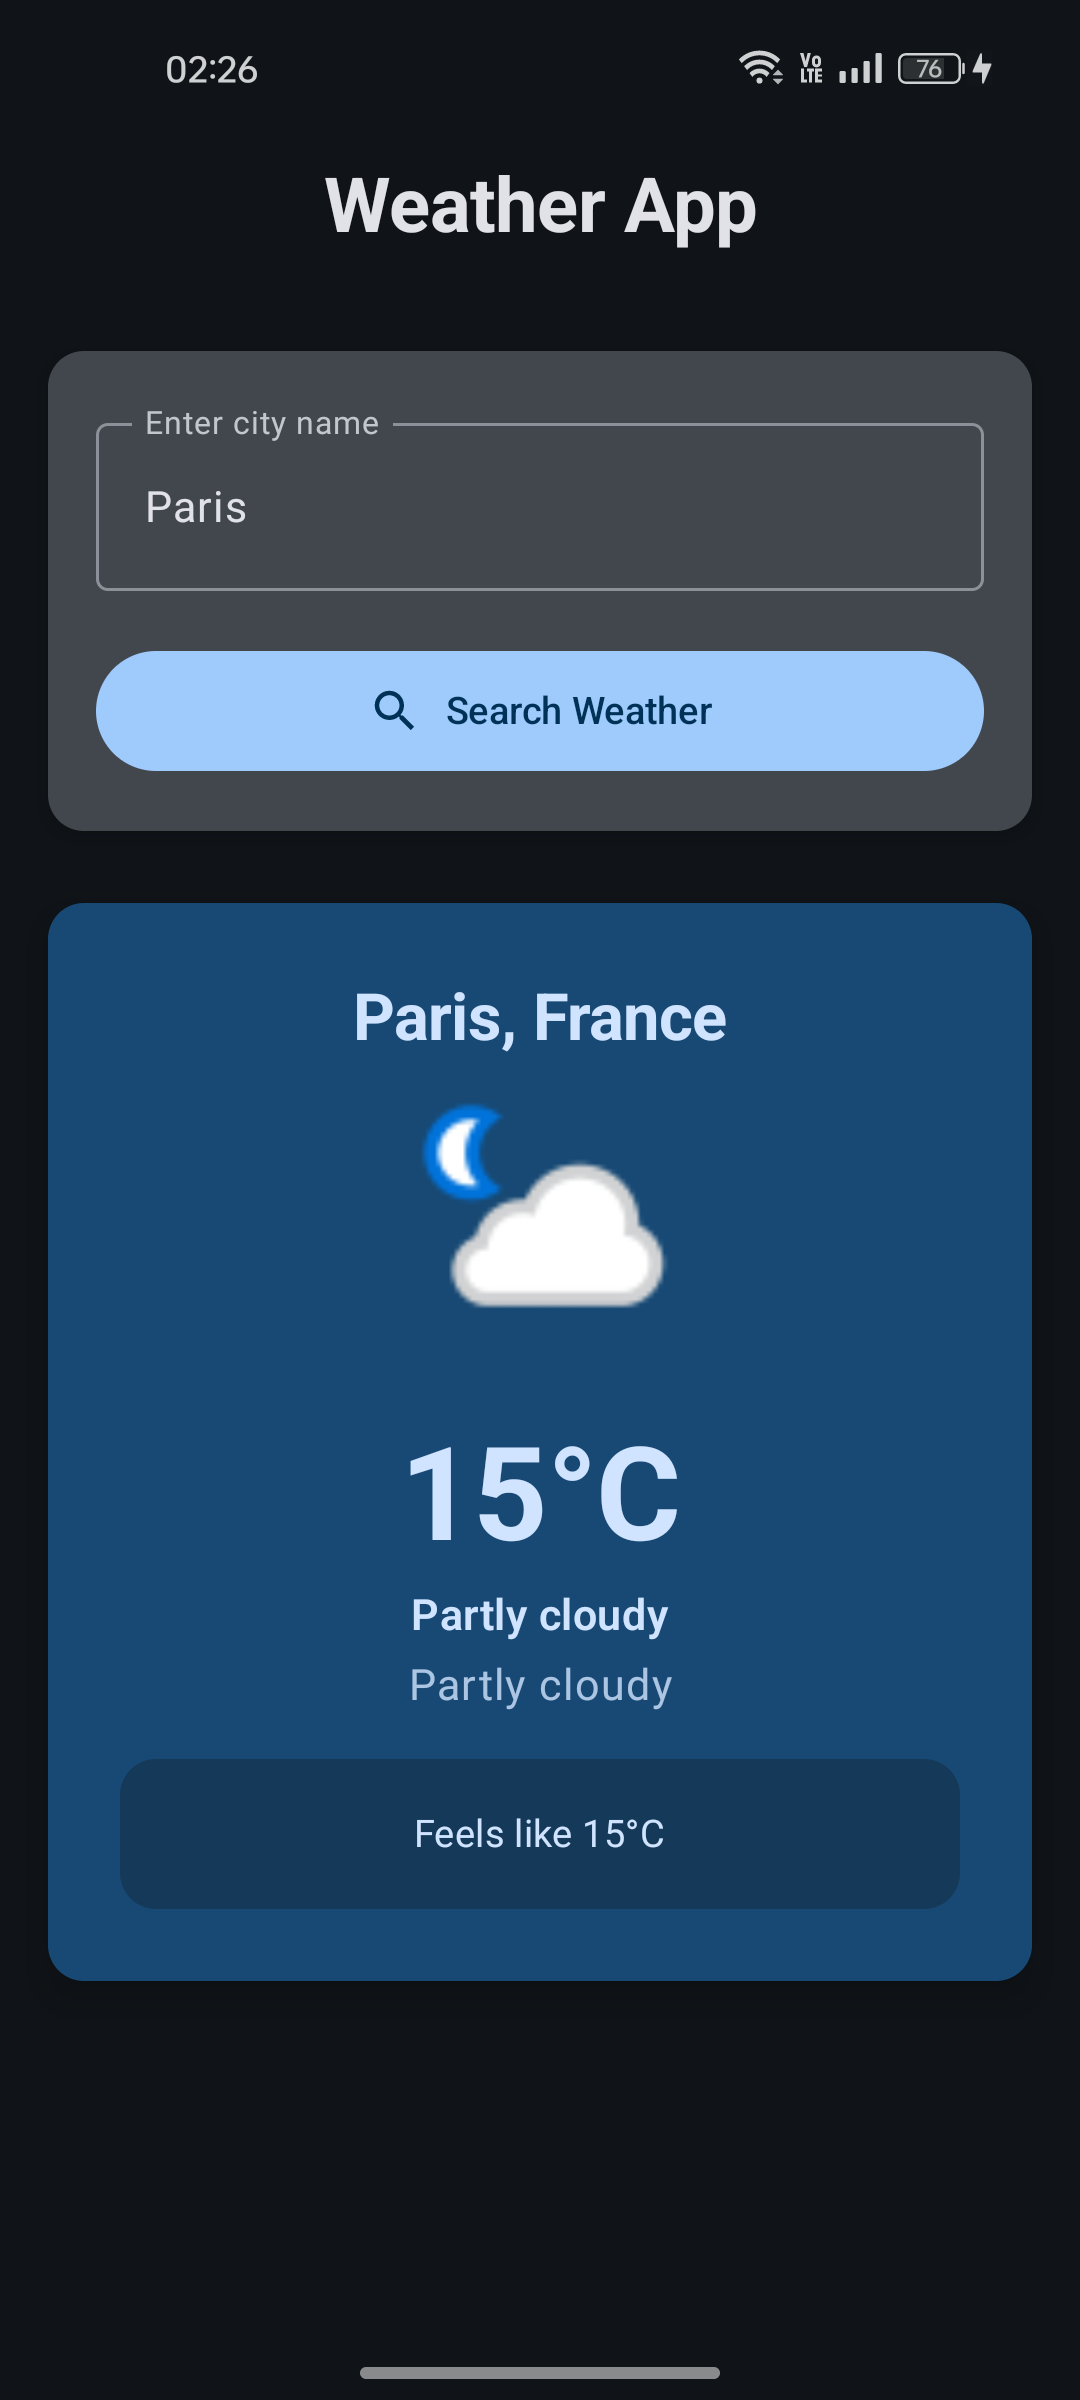 02:26
Vo
LTE
76
Weather App
Enter city name
Paris
Search Weather
Paris, France
15°C
Partly cloudy
Partly cloudy
Feels like 15°C